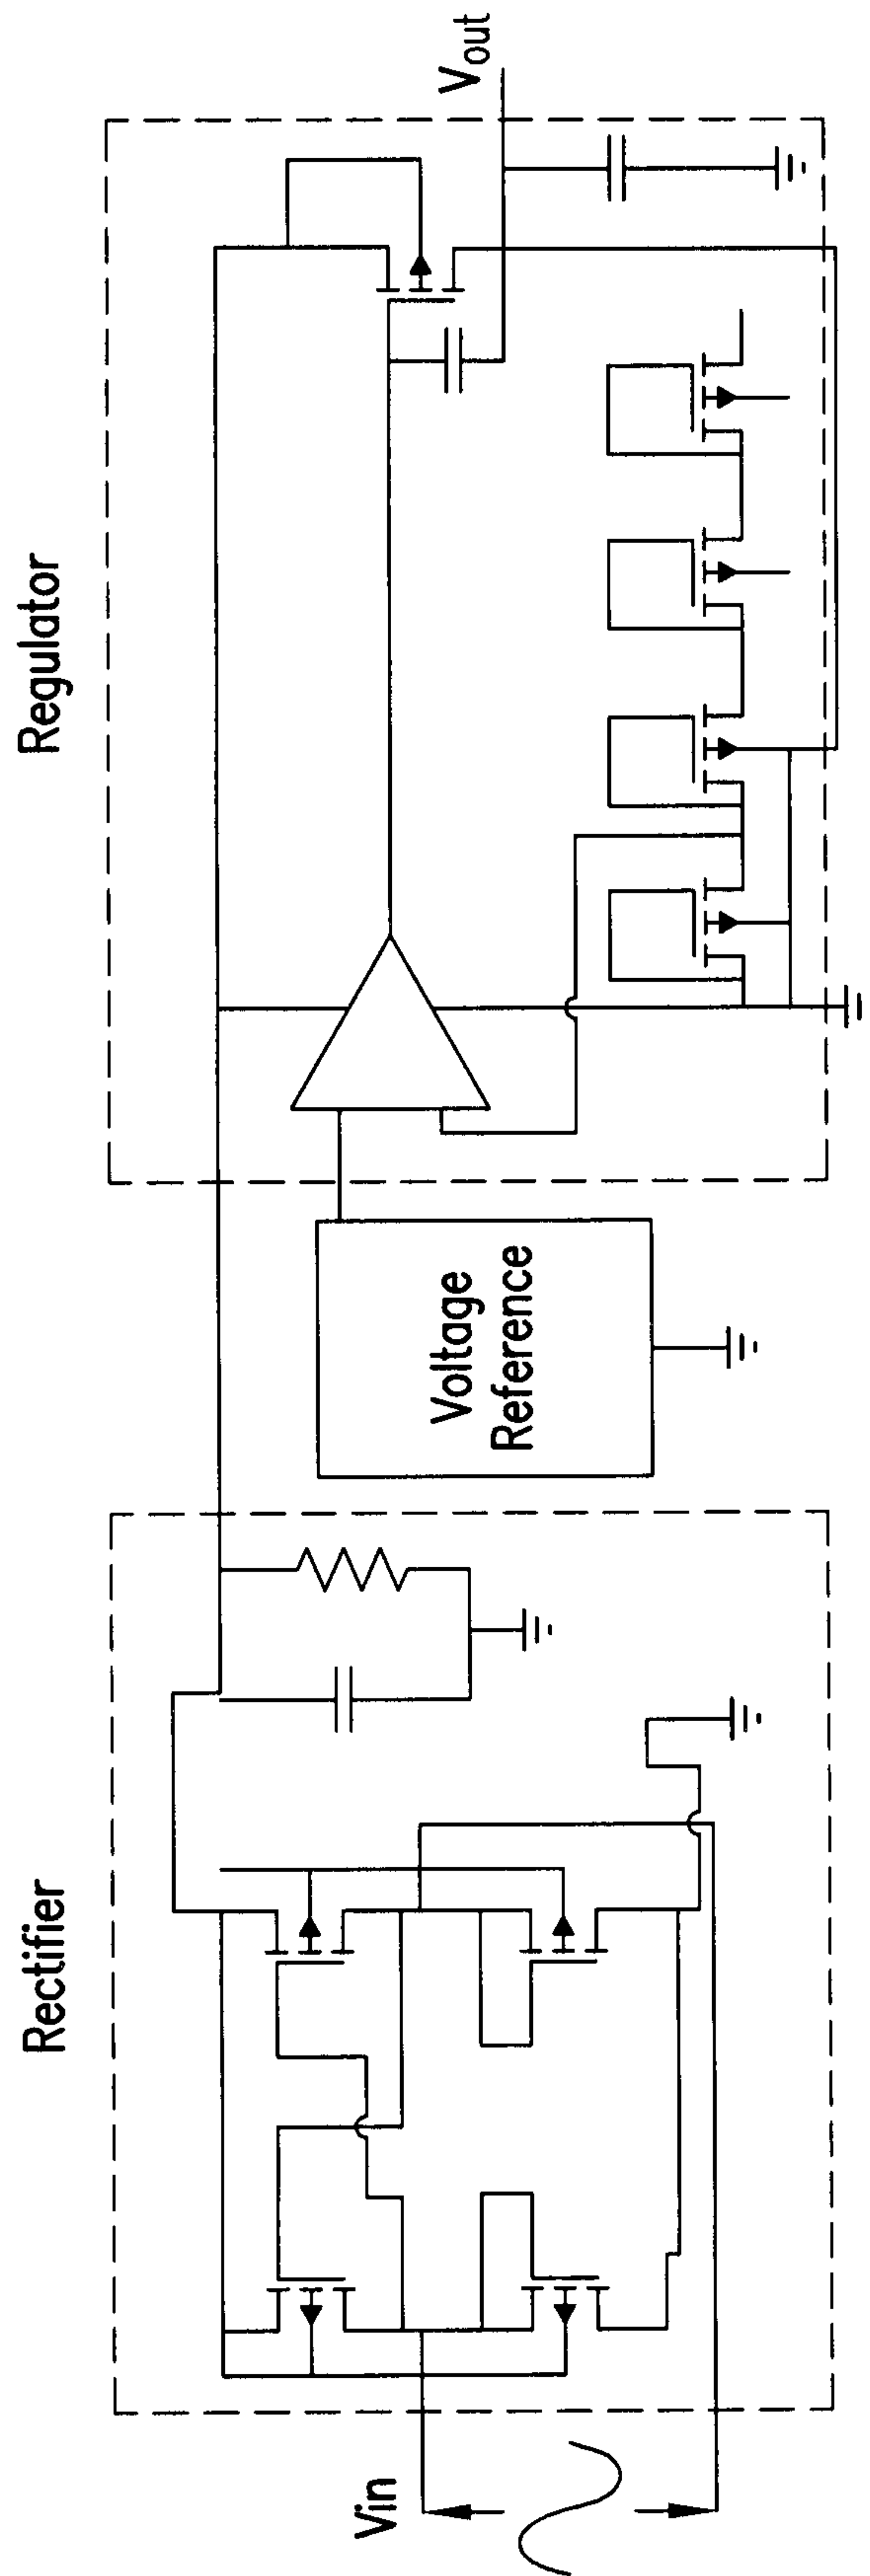 Rectifier
Regulator
Vin
Voltage
Reference
Vout